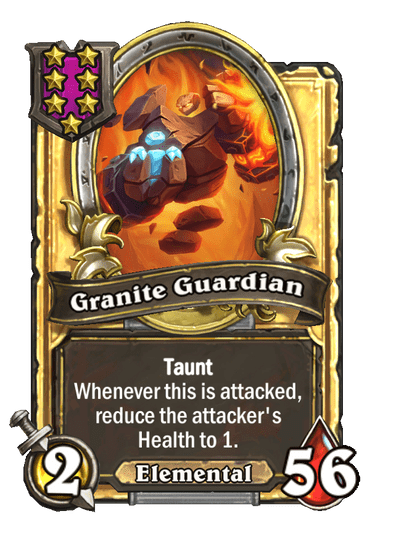 Granite Guardian
Taunt
Whenever this is attacked,
reduce the attacker's
Health to 1.
2
Elemental
56